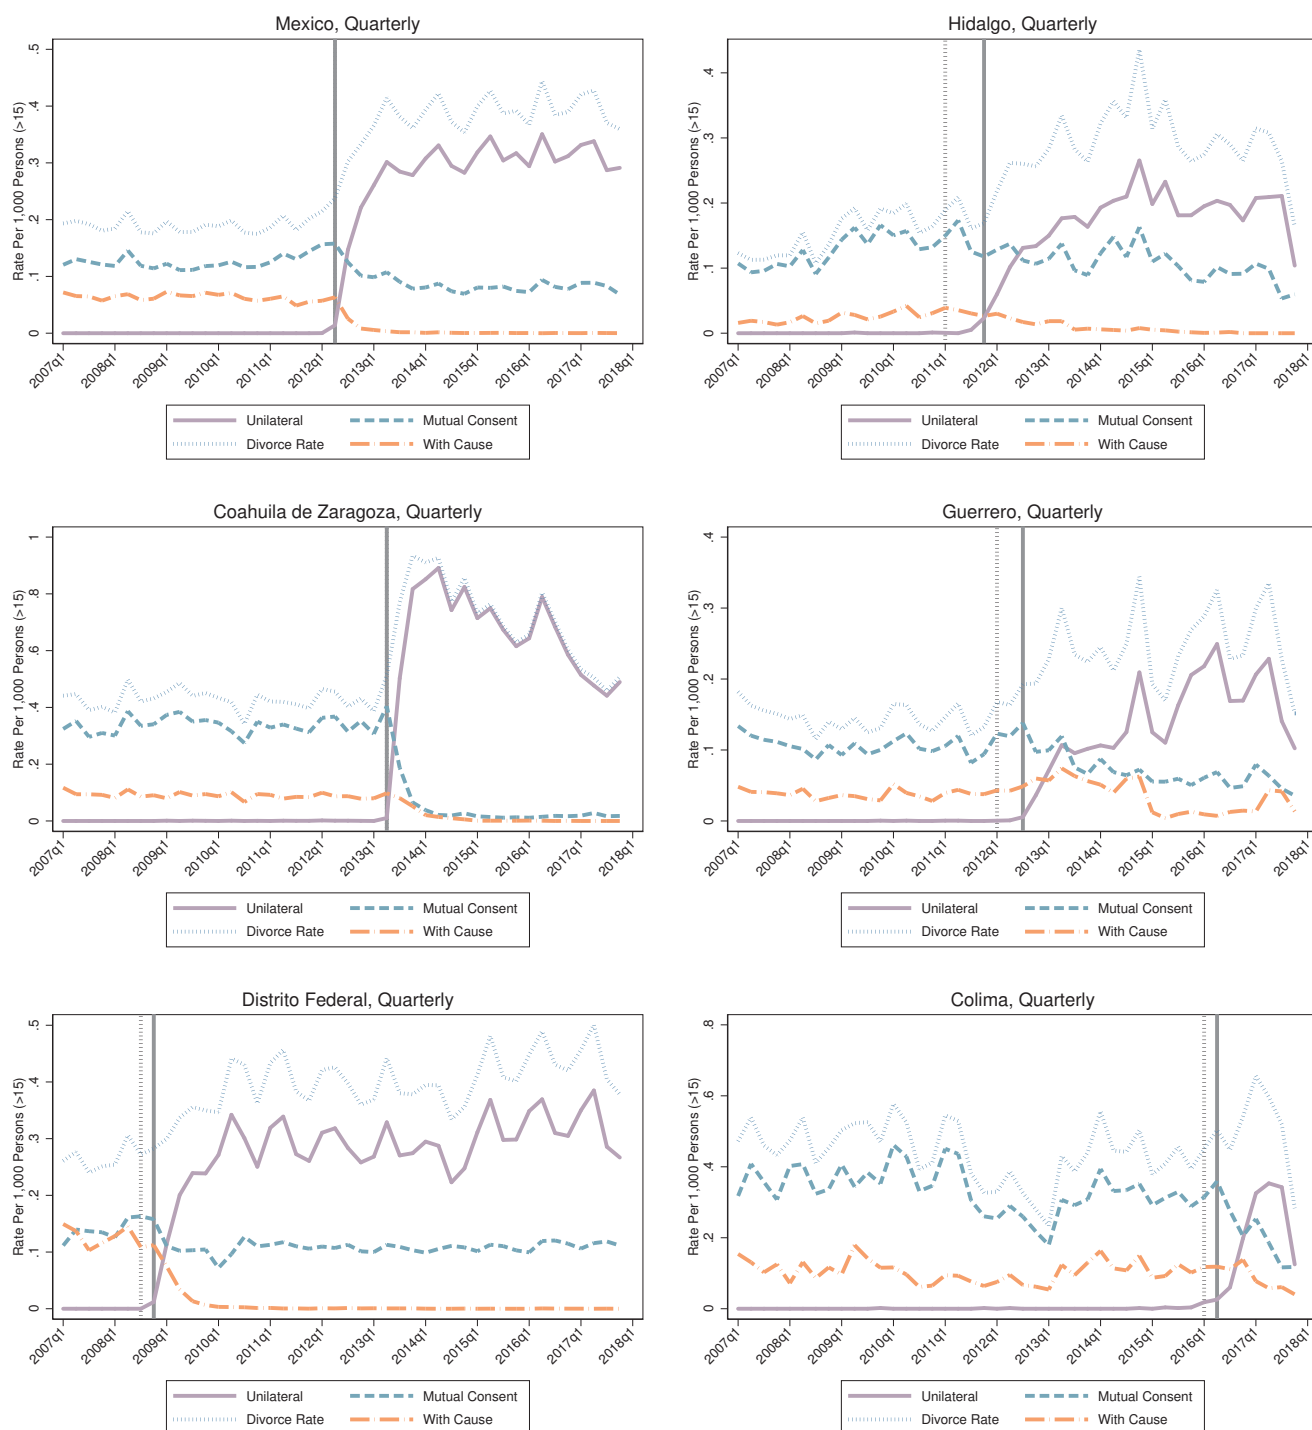 Mexico, Quarterly
Rate Per 1,000 Persons (>15)
.5
.4
.3
.2
.1
0
2007q1
2008q1
2009q1
2010q1
2011q1
2012q1
2013q1
2014q1
2015q1
2016q1
2017q1
2018q1
Unilateral
Mutual Consent
Divorce Rate
With Cause
Hidalgo, Quarterly
Rate Per 1,000 Persons (>15)
.4
.3
.2
.1
0
2007q1
2008q1
2009q1
2010q1
2011q1
2012q1
2013q1
2014q1
2015q1
2016q1
2017q1
2018q1
Unilateral
Mutual Consent
Divorce Rate
With Cause
Coahuila de Zaragoza, Quarterly
Rate Per 1,000 Persons (>15)
1
.8
.6
.4
.2
0
2007q1
2008q1
2009q1
2010q1
2011q1
2012q1
2013q1
2014q1
2015q1
2016q1
2017q1
2018q1
Unilateral
Mutual Consent
Divorce Rate
With Cause
Guerrero, Quarterly
Rate Per 1,000 Persons (>15)
.4
.3
.2
.1
0
2007q1
2008q1
2009q1
2010q1
2011q1
2012q1
2013q1
2014q1
2015q1
2016q1
2017q1
2018q1
Unilateral
Mutual Consent
Divorce Rate
With Cause
Distrito Federal, Quarterly
Rate Per 1,000 Persons (>15)
.5
.4
.3
.2
.1
0
2007q1
2008q1
2009q1
2010q1
2011q1
2012q1
2013q1
2014q1
2015q1
2016q1
2017q1
2018q1
Unilateral
Mutual Consent
Divorce Rate
With Cause
Colima, Quarterly
Rate Per 1,000 Persons (>15)
.8
.6
.4
.2
0
2007q1
2008q1
2009q1
2010q1
2011q1
2012q1
2013q1
2014q1
2015q1
2016q1
2017q1
2018q1
Unilateral
Mutual Consent
Divorce Rate
With Cause